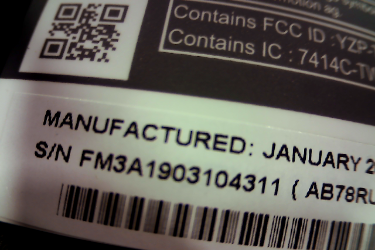 Contains FCC ID :YZP-
Contains IC : 7414C-TW
MANUFACTURED: JANUARY 2
S/N FM3A1903104311 ( AB78RU